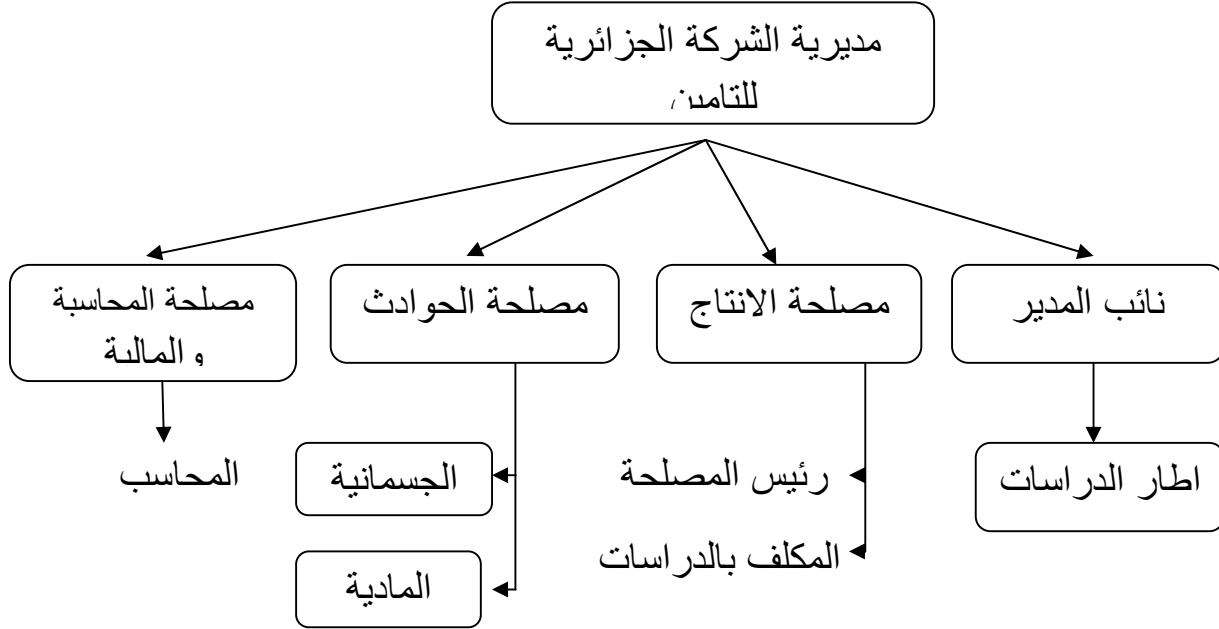 مديرية الشركة الجزائرية
للتامين
نائب المدير
مصلحة الانتاج
مصلحة الحوادث
مصلحة المحاسبة
و المالية
اطار الدراسات
رئيس المصلحة
الجسمانية
المحاسب
المكلف بالدراسات
المادية